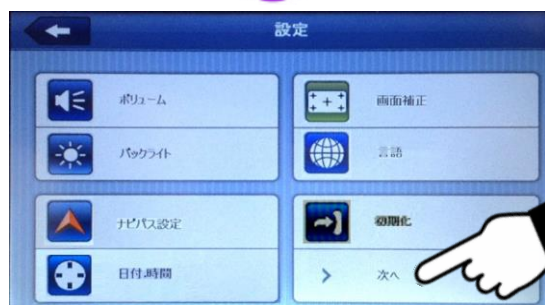 設定
ボリューム
画面補正
バックライト
言語
ナビパス設定
初期化
日付.時間
次へ